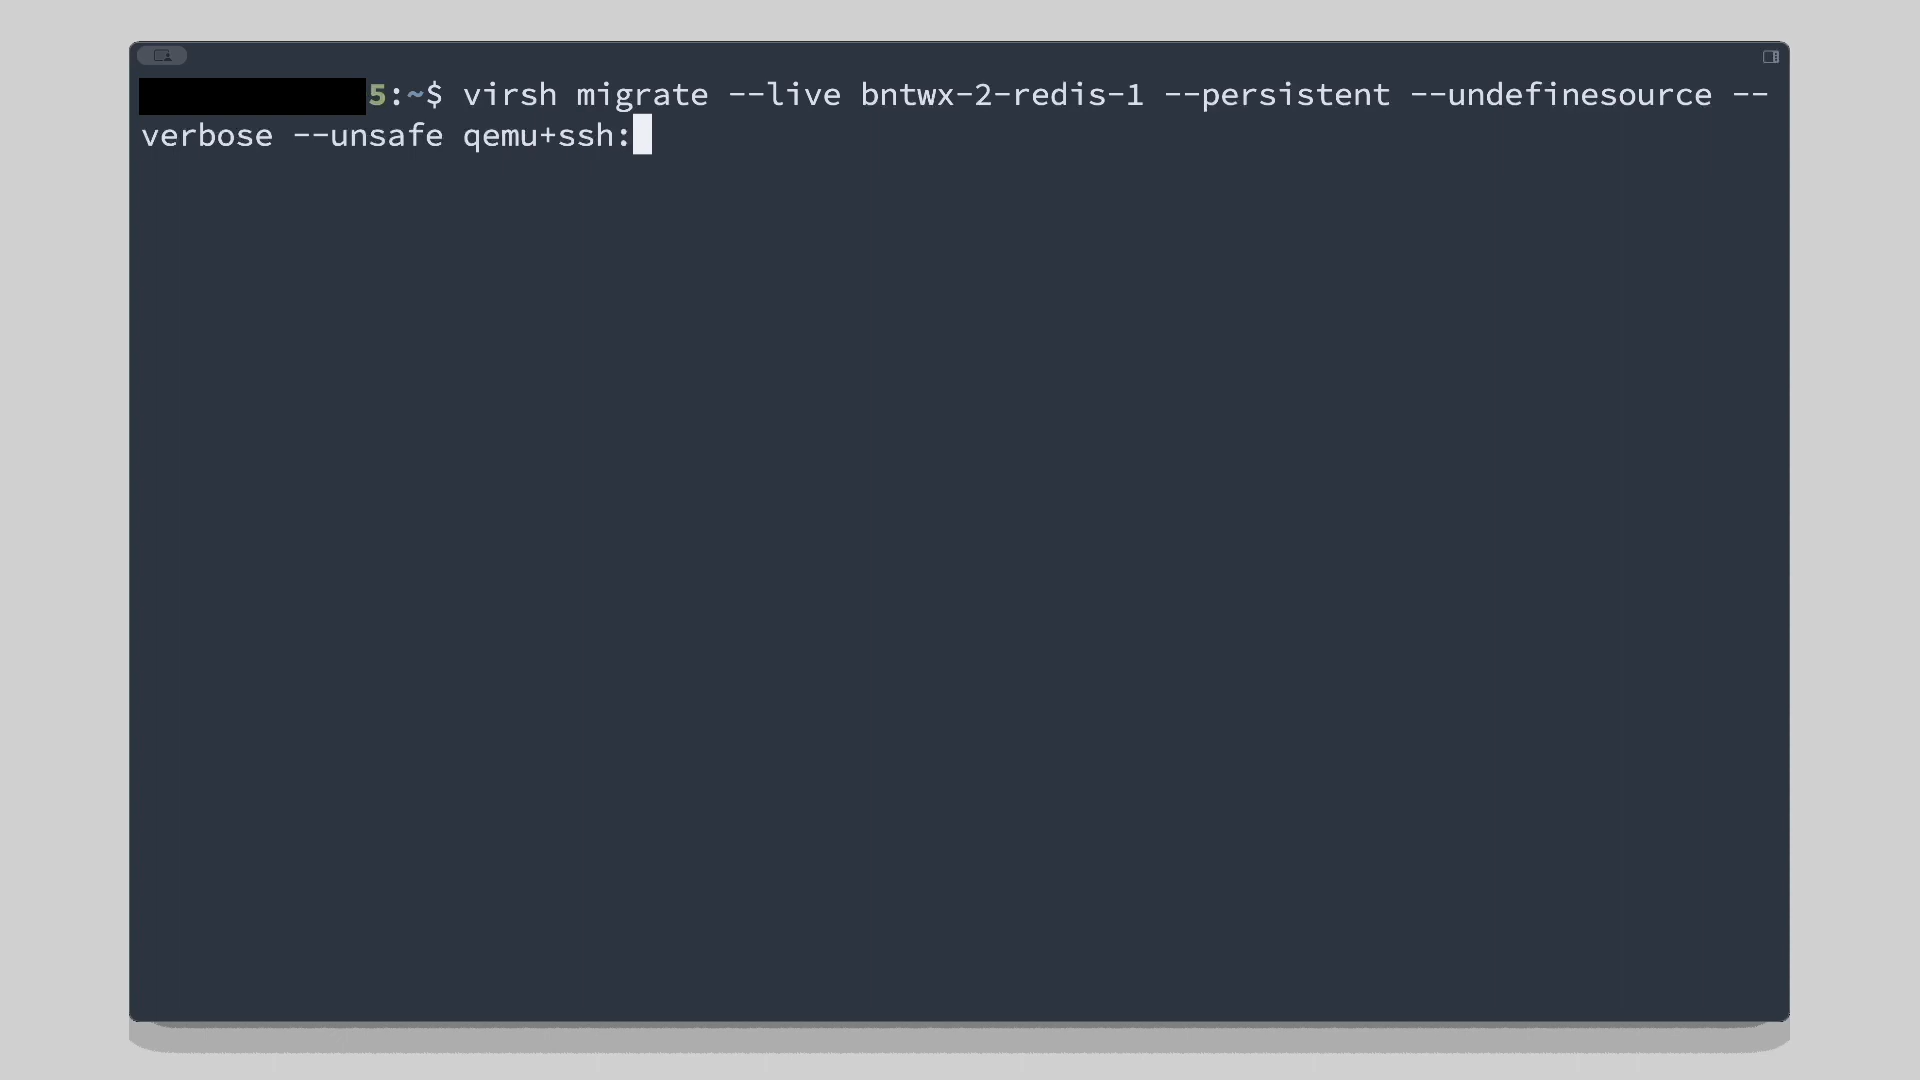 5:~$ virsh migrate --live bntwx-2-redis-1 --persistent --undefinesource --
verbose --unsafe qemu+ssh: